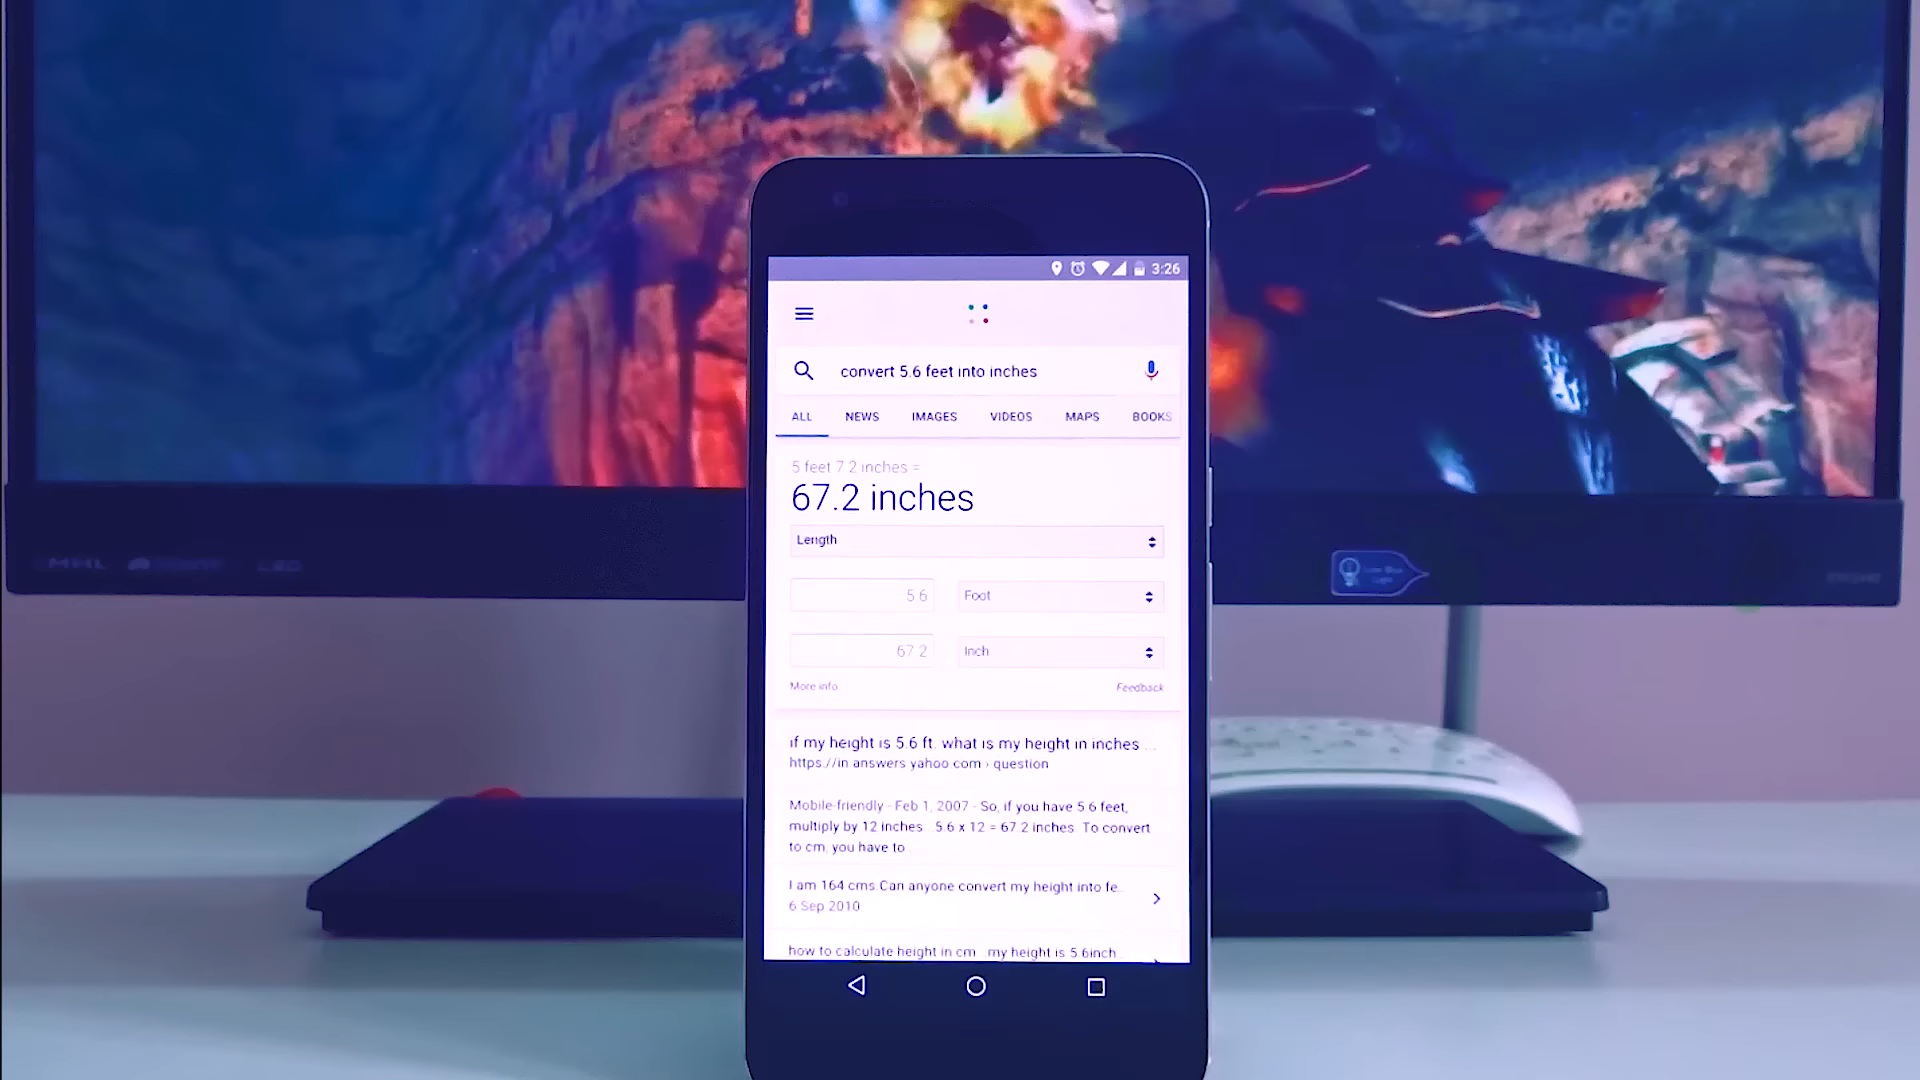 3:26
convert 5.6 feet into inches
ALL NEWS IMAGES VIDEOS MAPS BOOKS
5 feet 7.2 inches =
67.2 inches
Length
5.6 Foot
67.2 Inch
More info Feedback
if my height is 5.6 ft. what is my height in inches ...
https://in.answers.yahoo.com › question
Mobile-friendly - Feb 1, 2007 - So, if you have 5.6 feet,
multiply by 12 inches. 5.6 x 12 = 67.2 inches. To convert
to cm, you have to
I am 164 cms.Can anyone convert my height into fe...
6 Sep 2010
how to calculate height in cm.. my height is 5.6inch...
MHL
LED